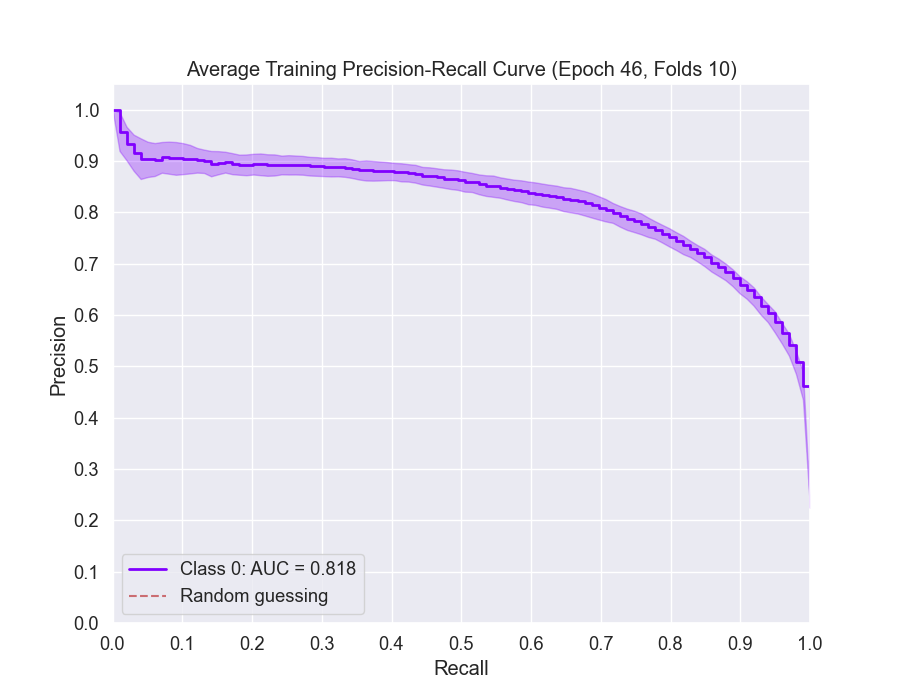 Average Training Precision-Recall Curve (Epoch 46, Folds 10)
1.0
0.9
0.8
0.7
0.6
0.5
0.4
0.3
0.2
0.1
0.0
Precision
Class 0: AUC = 0.818
Random guessing
0.0 0.1 0.2 0.3 0.4 0.5 0.6 0.7 0.8 0.9 1.0
Recall